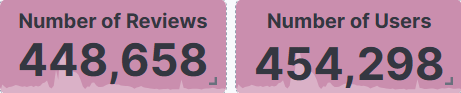 Number of Reviews
448,658
Number of Users
454,298